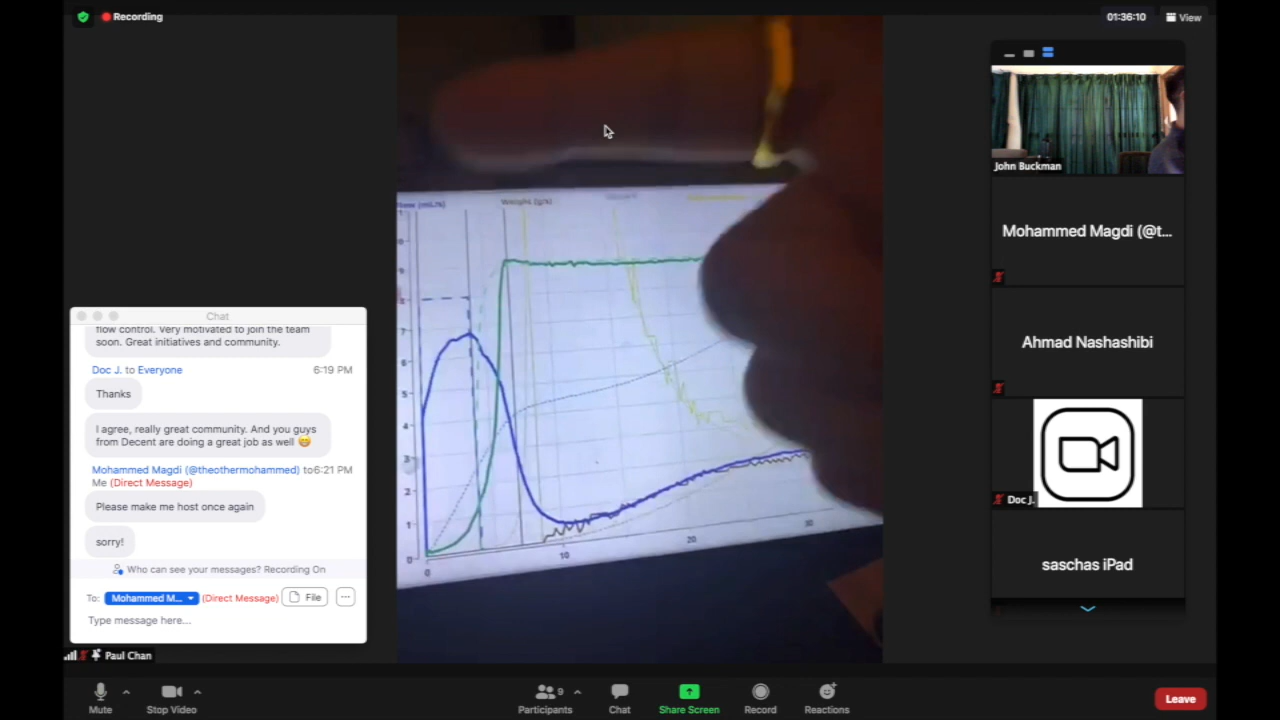 Recording
01:36:10
View
John Buckman
Mohammed Magdi (@t...
Ahmad Nashashibi
Doc J.
saschas iPad
Weight (g/s)
7
5
4
2
1
0
0
10
20
30
Chat
flow control. Very motivated to join the team
soon. Great initiatives and community.
Doc J. to Everyone
6:19 PM
Thanks
I agree, really great community. And you guys
from Decent are doing a great job as well 😁
Mohammed Magdi (@theothermohammed) to
6:21 PM
Me (Direct Message)
Please make me host once again
sorry!
Who can see your messages? Recording On
To: Mohammed M... (Direct Message)
File
Type message here...
Paul Chan
Mute
Stop Video
9
Participants
Chat
Share Screen
Record
Reactions
Leave